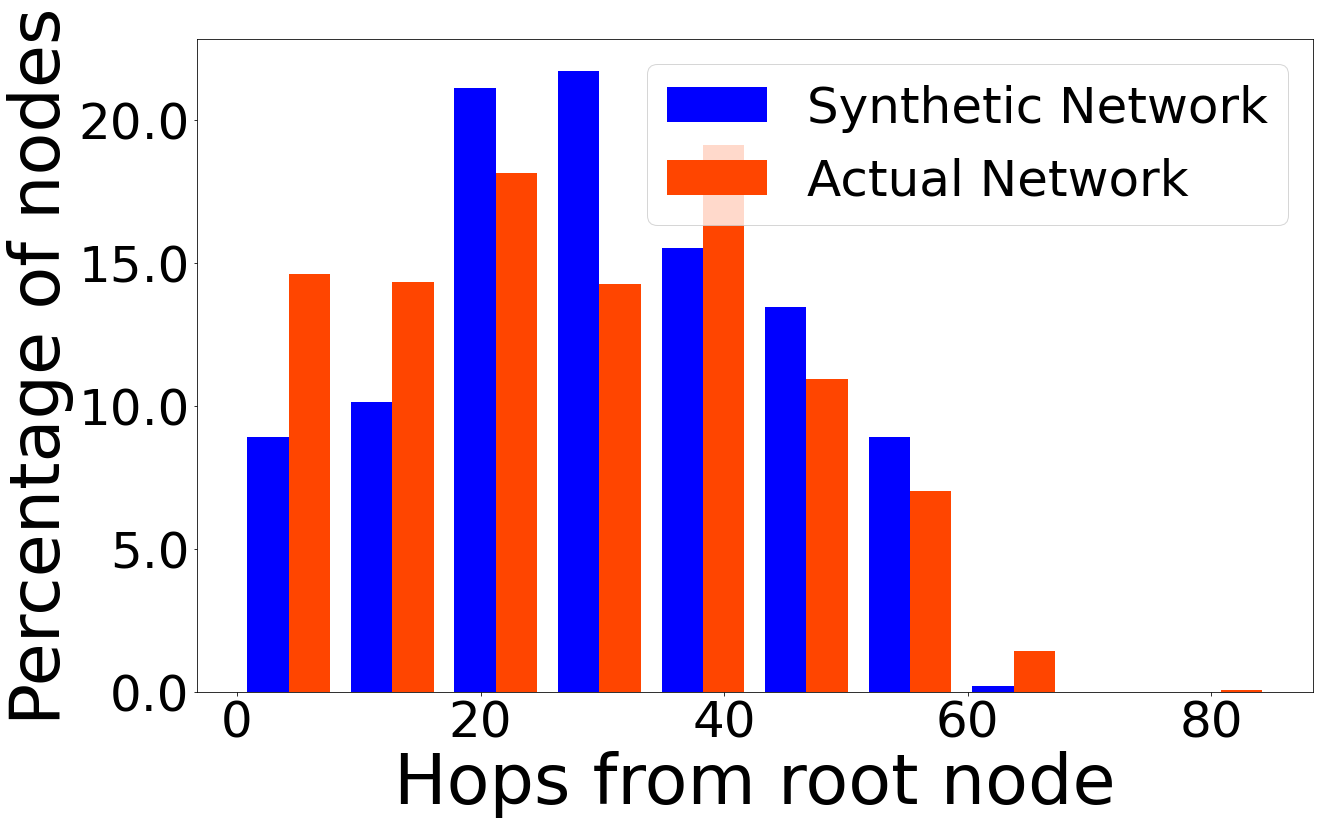 Percentage of nodes
20.0
15.0
10.0
5.0
0.0
Synthetic Network
Actual Network
0 20 40 60 80
Hops from root node